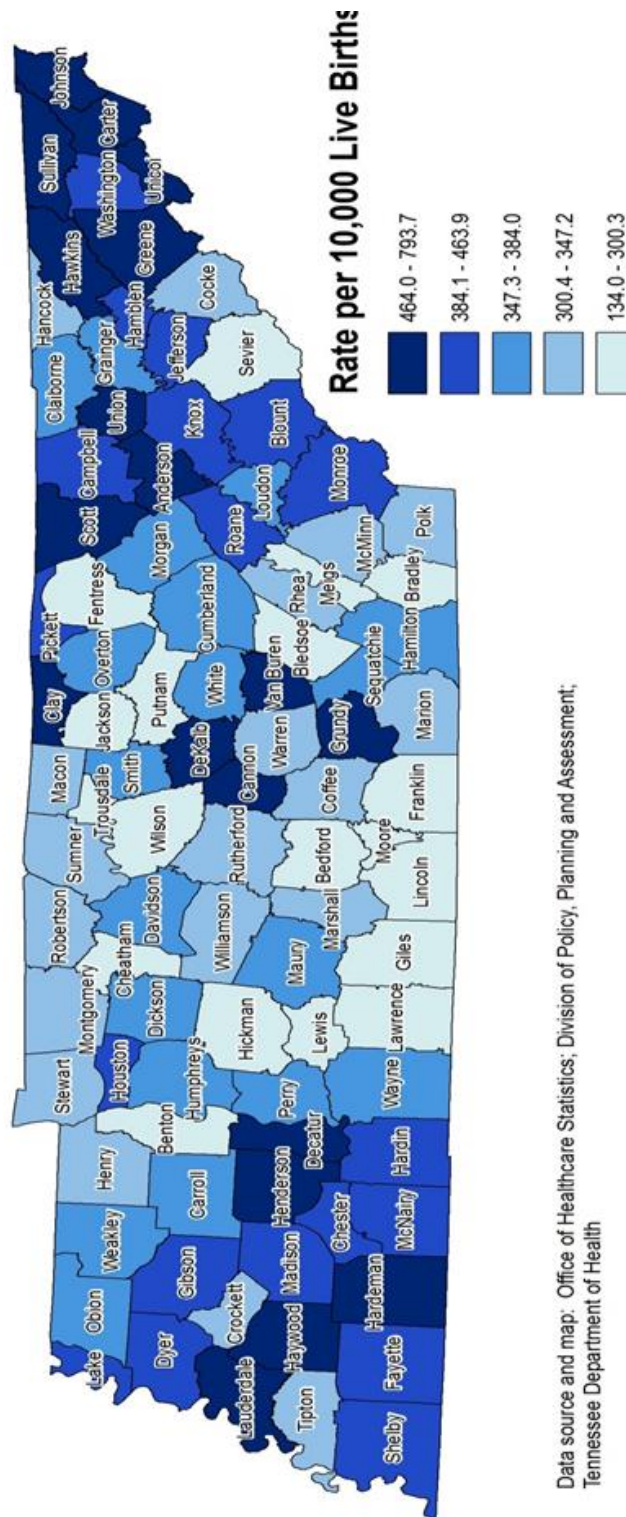 Stewart
Montgomery
Robertson
Sumner
Macon
Trousdale
Clay
Pickett
Scott
Campbell
Claiborne
Hancock
Hawkins
Sullivan
Johnson
Lake
Obion
Weakley
Henry
Houston
Cheatham
Davidson
Smith
Jackson
Overton
Fentress
Morgan
Anderson
Union
Grainger
Hamblen
Greene
Washington
Carter
Unicoi
Dyer
Gibson
Carroll
Benton
Humphreys
Dickson
Wilson
Putnam
Cumberland
Roane
Knox
Jefferson
Cocke
Sevier
Blount
Loudon
Lauderdale
Crockett
Haywood
Madison
Henderson
Decatur
Perry
Hickman
Lewis
Maury
Williamson
Rutherford
Cannon
DeKalb
White
Warren
Van Buren
Bledsoe
Rhea
Meigs
McMinn
Monroe
Tipton
Shelby
Fayette
Hardeman
McNairy
Chester
Hardin
Wayne
Lawrence
Giles
Marshall
Bedford
Moore
Lincoln
Coffee
Franklin
Grundy
Sequatchie
Marion
Hamilton
Bradley
Polk
Rate per 10,000 Live Births
464.0 - 793.7
384.1 - 463.9
347.3 - 384.0
300.4 - 347.2
134.0 - 300.3
Data source and map: Office of Healthcare Statistics; Division of Policy, Planning and Assessment;
Tennessee Department of Health